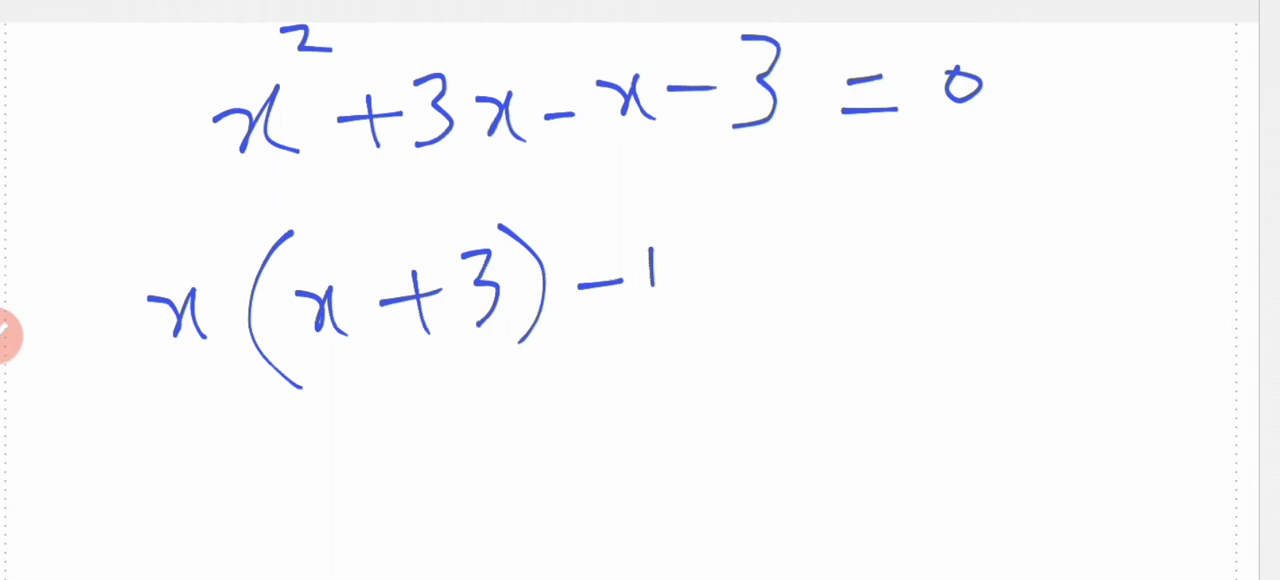 x² + 3x - x - 3 = 0
x(x + 3) - 1